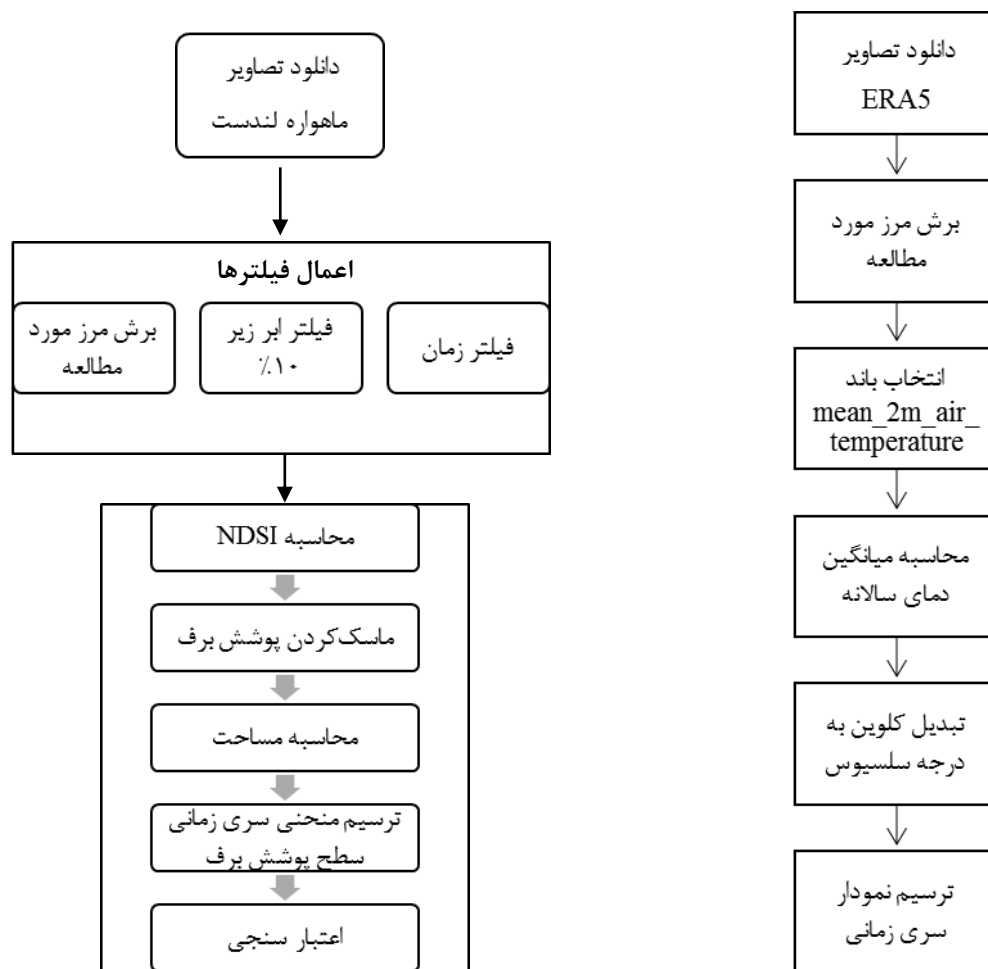 دانلود تصاویر
ماهواره لندست
اعمال فیلترها
فیلتر زمان
فیلتر ابر زیر
۱۰٪
برش مرز مورد
مطالعه
محاسبه NDSI
ماسک‌کردن پوشش برف
محاسبه مساحت
ترسیم منحنی سری زمانی
سطح پوشش برف
اعتبار سنجی
دانلود تصاویر
ERA5
برش مرز مورد
مطالعه
انتخاب باند
mean_2m_air_
temperature
محاسبه میانگین
دمای سالانه
تبدیل کلوین به
درجه سلسیوس
ترسیم نمودار
سری زمانی